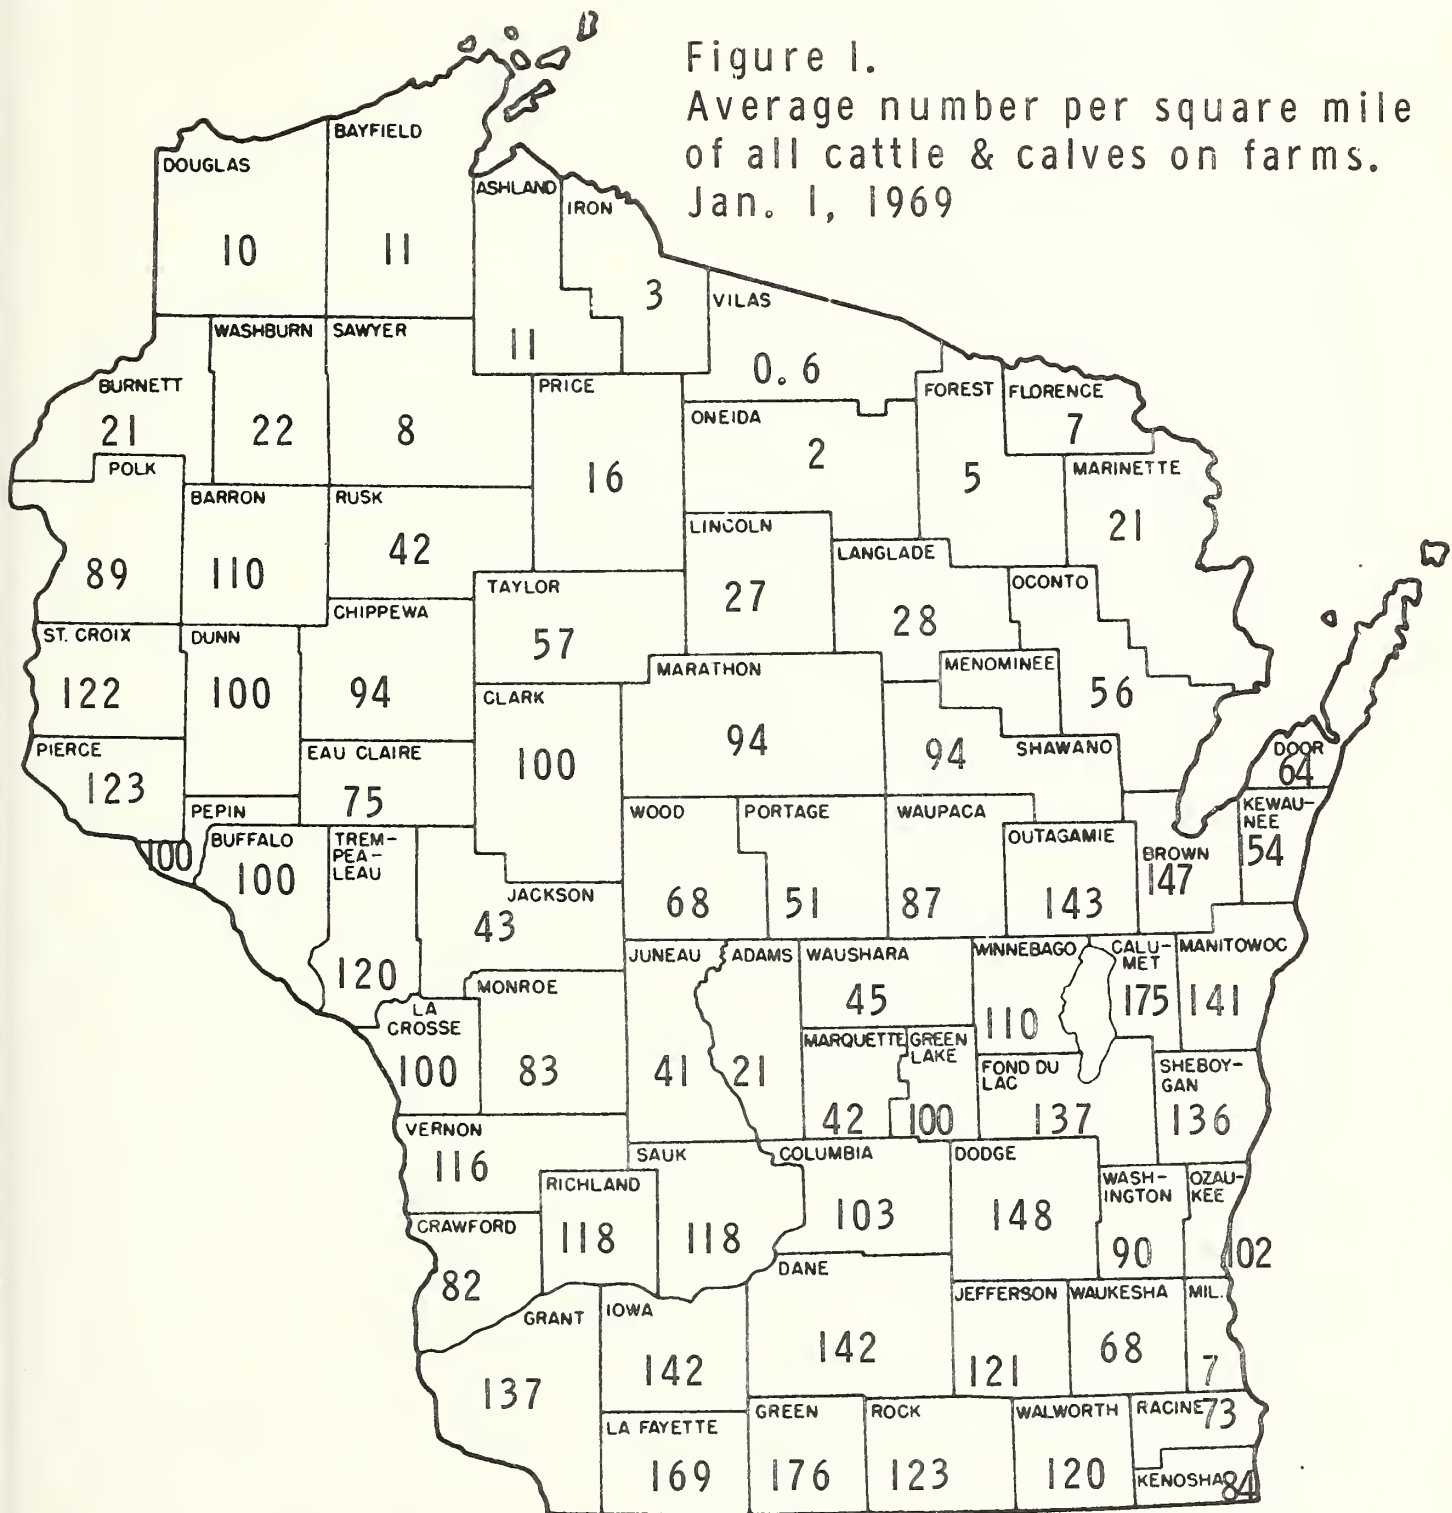 Figure 1.
Average number per square mile
of all cattle & calves on farms.
Jan. 1, 1969
BAYFIELD
11
DOUGLAS
10
ASHLAND
11
IRON
3
VILAS
0.6
WASHBURN
22
SAWYER
8
BURNETT
21
PRICE
16
ONEIDA
2
FOREST
5
FLORENCE
7
MARINETTE
21
POLK
89
BARRON
110
RUSK
42
LINCOLN
27
LANGLADE
28
OCONTO
56
TAYLOR
57
CHIPPEWA
94
ST. CROIX
122
DUNN
100
MARATHON
94
MENOMINEE
CLARK
100
SHAWANO
94
PIERCE
123
EAU CLAIRE
75
DOOR
64
PEPIN
100
BUFFALO
100
TREM-
PEA-
LEAU
120
WOOD
68
PORTAGE
51
WAUPACA
87
OUTAGAMIE
143
BROWN
147
KEWAU-
NEE
54
JACKSON
43
JUNEAU
41
ADAMS
21
WAUSHARA
45
WINNEBAGO
110
CALU-
MET
175
MANITOWOC
141
MONROE
83
LA
CROSSE
100
MARQUETTE
42
GREEN
LAKE
100
FOND DU
LAC
137
SHEBOY-
GAN
136
VERNON
116
SAUK
118
RICHLAND
118
COLUMBIA
103
DODGE
148
WASH-
INGTON
90
OZAU-
KEE
102
CRAWFORD
82
DANE
142
GRANT
137
IOWA
142
JEFFERSON
121
WAUKESHA
68
MIL.
7
LA FAYETTE
169
GREEN
176
ROCK
123
WALWORTH
120
RACINE 73
KENOSHA 84